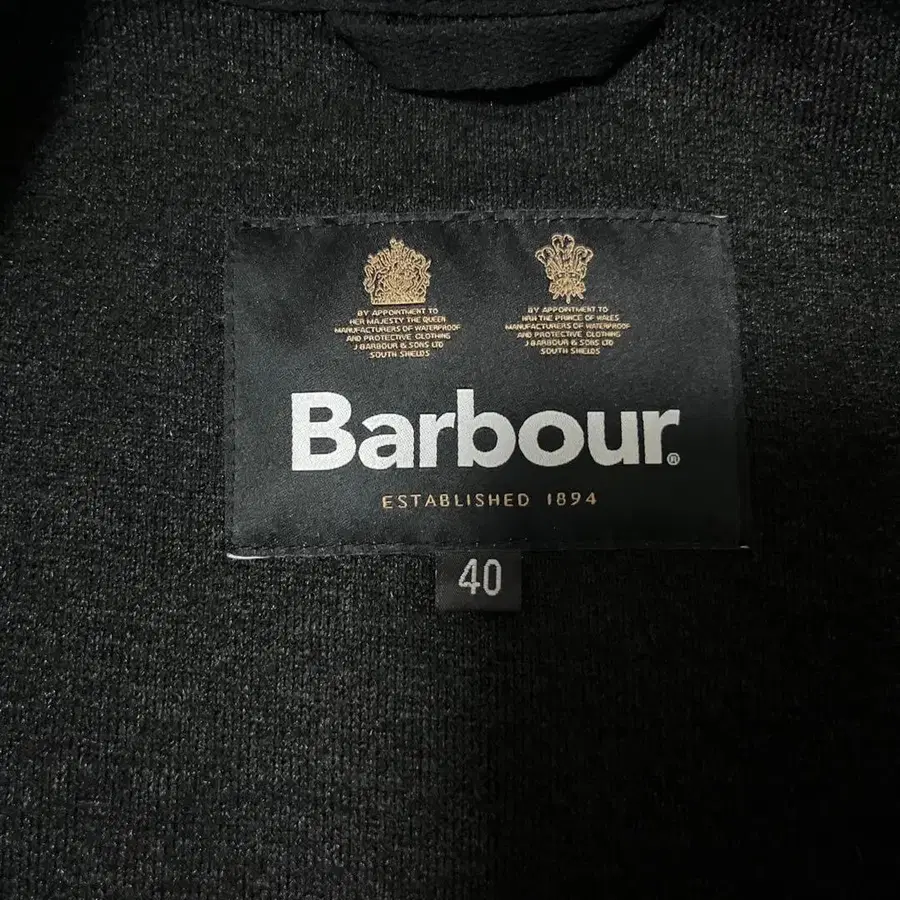 BY APPOINTMENT TO
HER MAJESTY THE QUEEN
MANUFACTURERS OF WATERPROOF
AND PROTECTIVE CLOTHING
J BARBOUR & SONS LTD
SOUTH SHIELDS
BY APPOINTMENT TO
HRH THE PRINCE OF WALES
MANUFACTURERS OF WATERPROOF
AND PROTECTIVE CLOTHING
J BARBOUR & SONS LTD
SOUTH SHIELDS
Barbour®
ESTABLISHED 1894
40